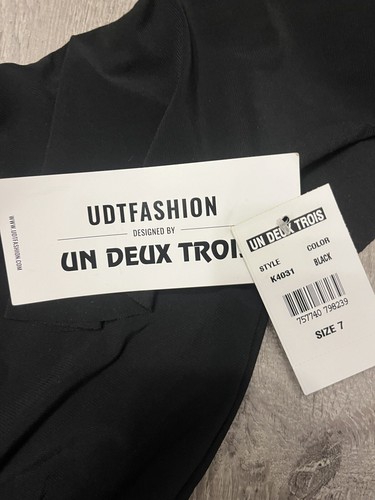 WWW.UDTFASHION.COM
UDTFASHION
DESIGNED BY
UN DEUX TROIS
UN DEUX TROIS
STYLE COLOR
K4031 BLACK
757740 798239
SIZE 7